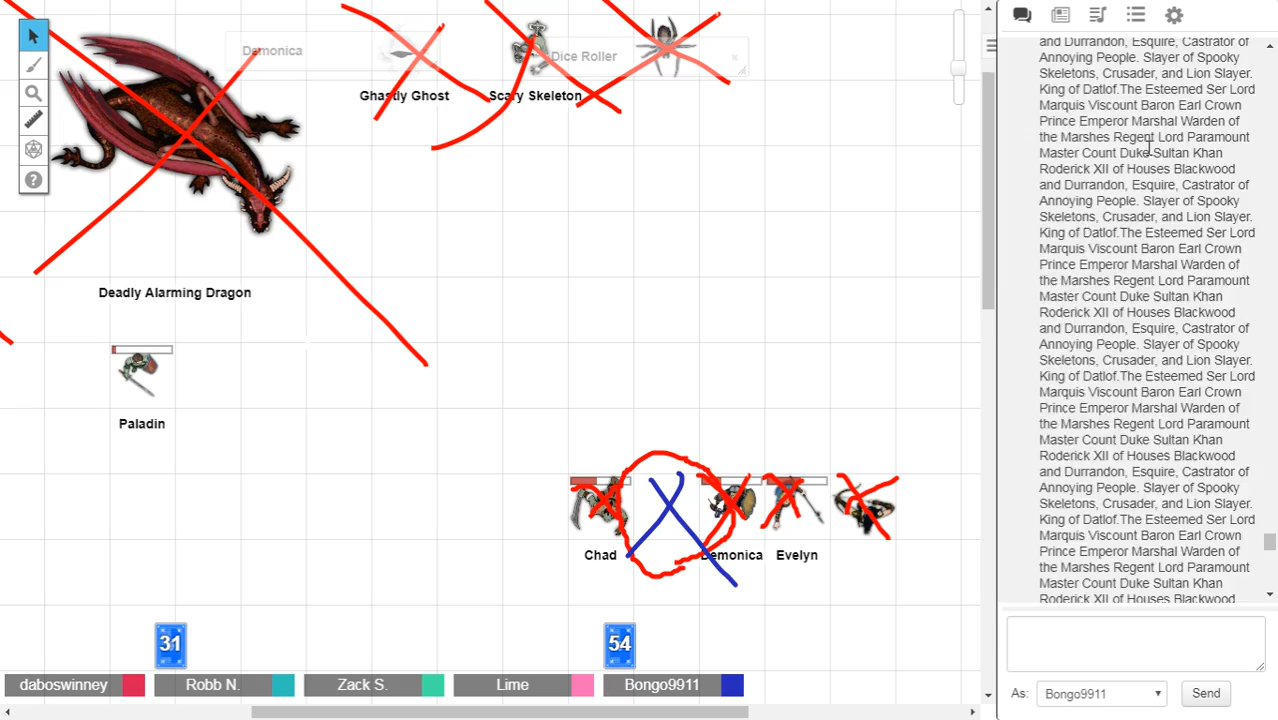 Demonica
Dice Roller
Ghastly Ghost
Scary Skeleton
Deadly Alarming Dragon
Paladin
Chad
Demonica
Evelyn
31
54
daboswinney
Robb N.
Zack S.
Lime
Bongo9911
and Durrandon, Esquire, Castrator of
Annoying People. Slayer of Spooky
Skeletons, Crusader, and Lion Slayer.
King of Datlof.The Esteemed Ser Lord
Marquis Viscount Baron Earl Crown
Prince Emperor Marshal Warden of
the Marshes Regent Lord Paramount
Master Count Duke Sultan Khan
Roderick XII of Houses Blackwood
and Durrandon, Esquire, Castrator of
Annoying People. Slayer of Spooky
Skeletons, Crusader, and Lion Slayer.
King of Datlof.The Esteemed Ser Lord
Marquis Viscount Baron Earl Crown
Prince Emperor Marshal Warden of
the Marshes Regent Lord Paramount
Master Count Duke Sultan Khan
Roderick XII of Houses Blackwood
and Durrandon, Esquire, Castrator of
Annoying People. Slayer of Spooky
Skeletons, Crusader, and Lion Slayer.
King of Datlof.The Esteemed Ser Lord
Marquis Viscount Baron Earl Crown
Prince Emperor Marshal Warden of
the Marshes Regent Lord Paramount
Master Count Duke Sultan Khan
Roderick XII of Houses Blackwood
and Durrandon, Esquire, Castrator of
Annoying People. Slayer of Spooky
Skeletons, Crusader, and Lion Slayer.
King of Datlof.The Esteemed Ser Lord
Marquis Viscount Baron Earl Crown
Prince Emperor Marshal Warden of
the Marshes Regent Lord Paramount
Master Count Duke Sultan Khan
Roderick XII of Houses Blackwood
As:
Bongo9911
Send